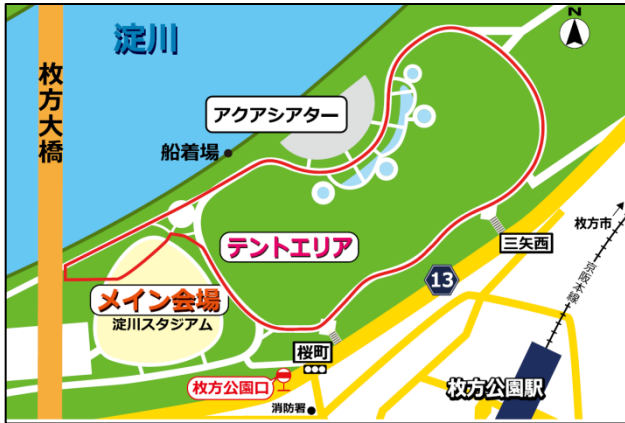 N
淀川
枚方大橋
アクアシアター
船着場
テントエリア
三矢西
枚方市
京阪本線
13
メイン会場
淀川スタジアム
桜町
枚方公園口
枚方公園駅
消防署